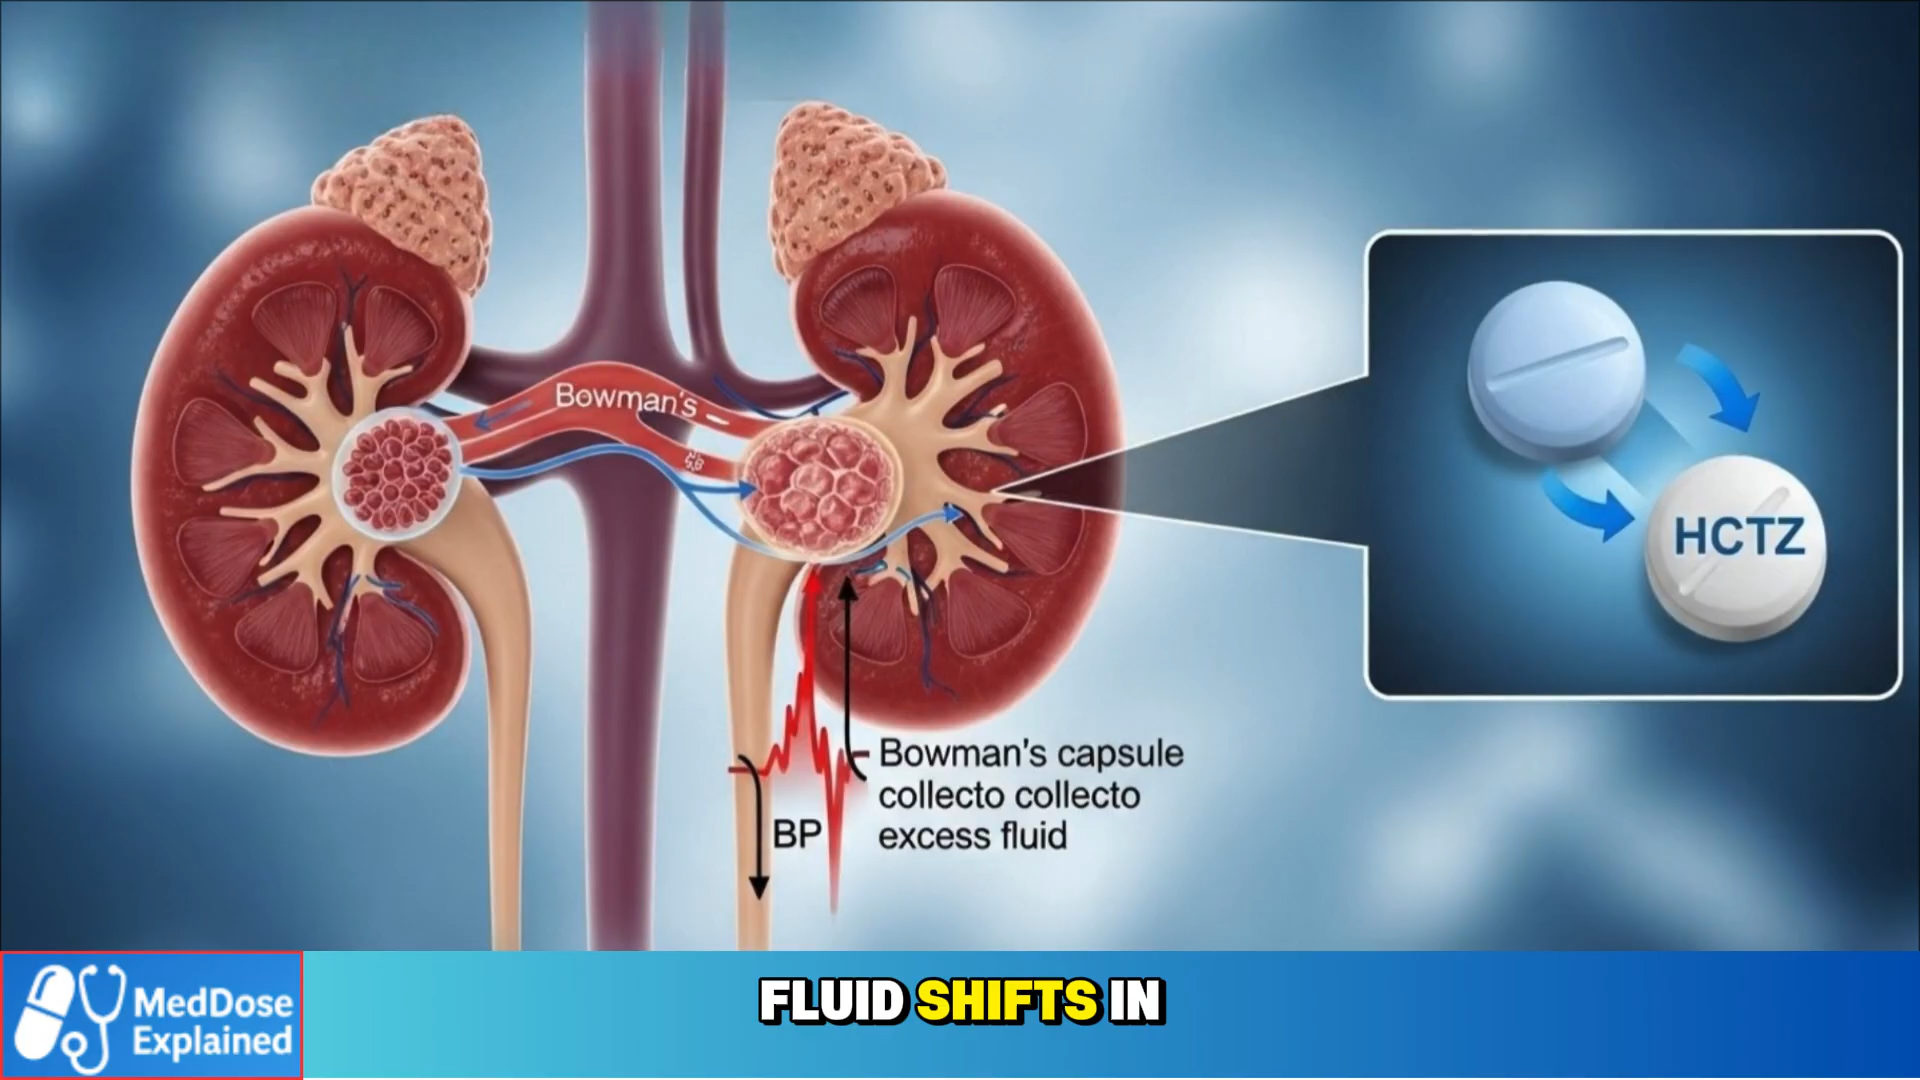 Bowman's
HCTZ
Bowman's capsule
collecto collecto
excess fluid
BP
FLUID SHIFTS IN
MedDose
Explained